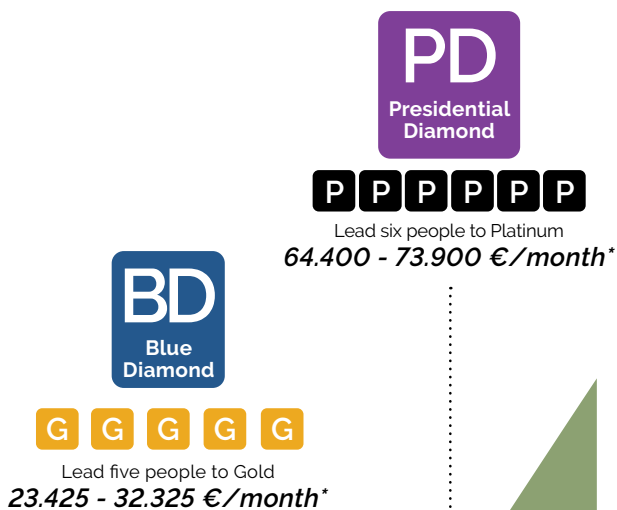 PD
Presidential
Diamond
P P P P P P
Lead six people to Platinum
64.400 - 73.900 €/month*
BD
Blue
Diamond
G G G G G
Lead five people to Gold
23.425 - 32.325 €/month*